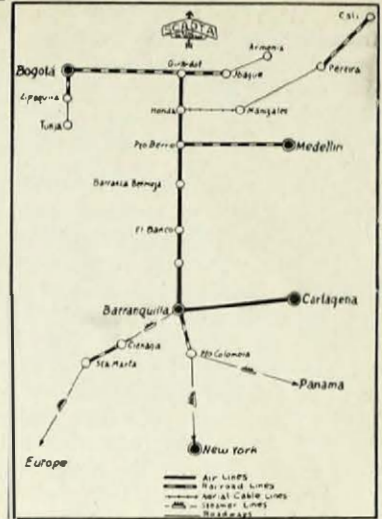 SCADTA
Cali
Armenia
Girardot
Bogotá
Ibague
Pereira
Zipaquira
Honda
Manizales
Tunja
Pto Berrio
Medellin
Barranca Bermeja
El Banco
Barranquilla
Cartagena
Cienaga
Pto Colombia
Sta Marta
Panama
Europe
New York
Air Lines
Railroad Lines
Aerial Cable Lines
Steamer Lines
Roadways